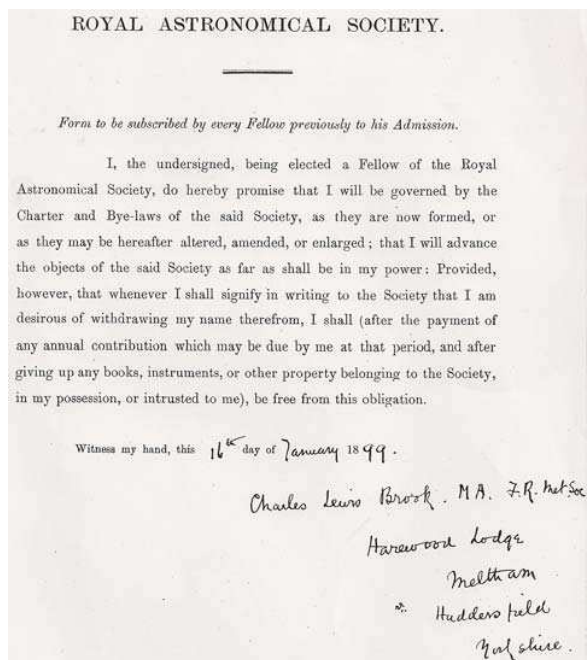 ROYAL ASTRONOMICAL SOCIETY.
Form to be subscribed by every Fellow previously to his Admission.
I, the undersigned, being elected a Fellow of the Royal
Astronomical Society, do hereby promise that I will be governed by the
Charter and Bye-laws of the said Society, as they are now formed, or
as they may be hereafter altered, amended, or enlarged; that I will advance
the objects of the said Society as far as shall be in my power: Provided,
however, that whenever I shall signify in writing to the Society that I am
desirous of withdrawing my name therefrom, I shall (after the payment of
any annual contribution which may be due by me at that period, and after
giving up any books, instruments, or other property belonging to the Society,
in my possession, or intrusted to me), be free from this obligation.
Witness my hand, this 16th day of January 1899.
Charles Lewis Brook. MA. F.R.Met.Soc
Harewood Lodge
Meltham
Huddersfield
Yorkshire.